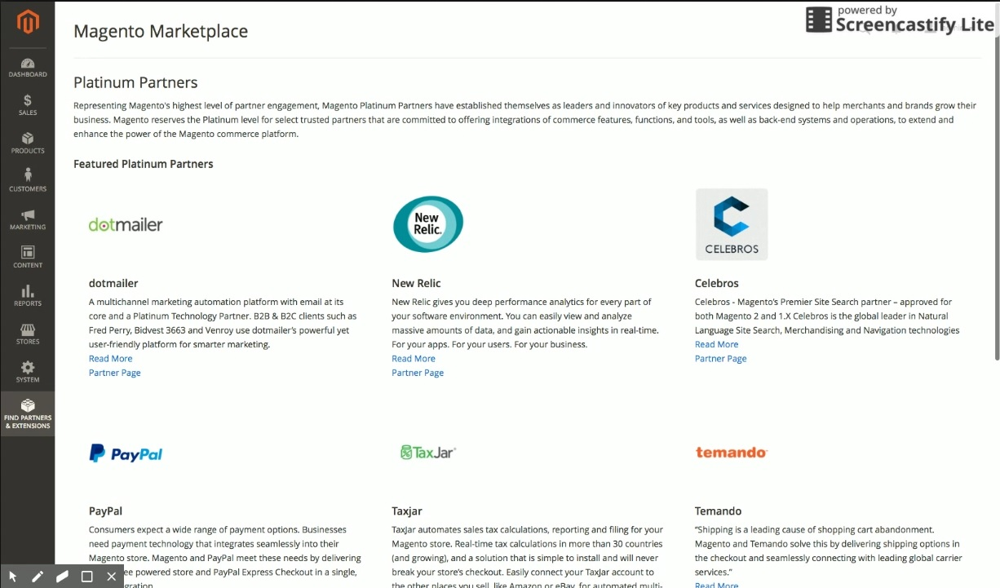 powered by
Screencastify Lite
Magento Marketplace
DASHBOARD
SALES
PRODUCTS
CUSTOMERS
MARKETING
CONTENT
REPORTS
STORES
SYSTEM
FIND PARTNERS
& EXTENSIONS
Platinum Partners
Representing Magento's highest level of partner engagement, Magento Platinum Partners have established themselves as leaders and innovators of key products and services designed to help merchants and brands grow their
business. Magento reserves the Platinum level for select trusted partners that are committed to offering integrations of commerce features, functions, and tools, as well as back-end systems and operations, to extend and
enhance the power of the Magento commerce platform.
Featured Platinum Partners
dotmailer
dotmailer
A multichannel marketing automation platform with email at its
core and a Platinum Technology Partner. B2B & B2C clients such as
Fred Perry, Bidvest 3663 and Venroy use dotmailer's powerful yet
user-friendly platform for smarter marketing.
Read More
Partner Page
New
Relic.
New Relic
New Relic gives you deep performance analytics for every part of
your software environment. You can easily view and analyze
massive amounts of data, and gain actionable insights in real-time.
For your apps. For your users. For your business.
Read More
Partner Page
CELEBROS
Celebros
Celebros - Magento's Premier Site Search partner – approved for
both Magento 2 and 1.X Celebros is the global leader in Natural
Language Site Search, Merchandising and Navigation technologies
Read More
Partner Page
PayPal
PayPal
Consumers expect a wide range of payment options. Businesses
need payment technology that integrates seamlessly into their
Magento store. Magento and PayPal meet these needs by delivering
ee powered store and PayPal Express Checkout in a single,
gration
TaxJar
Taxjar
TaxJar automates sales tax calculations, reporting and filing for your
Magento store. Real-time tax calculations in more than 30 countries
(and growing), and a solution that is simple to install and will never
break your store's checkout. Easily connect your TaxJar account to
the other places you sell, like Amazon or eBay, for automated multi-
temando
Temando
“Shipping is a leading cause of shopping cart abandonment.
Magento and Temando solve this by delivering shipping options in
the checkout and seamlessly connecting with leading global carrier
services.”
Read More